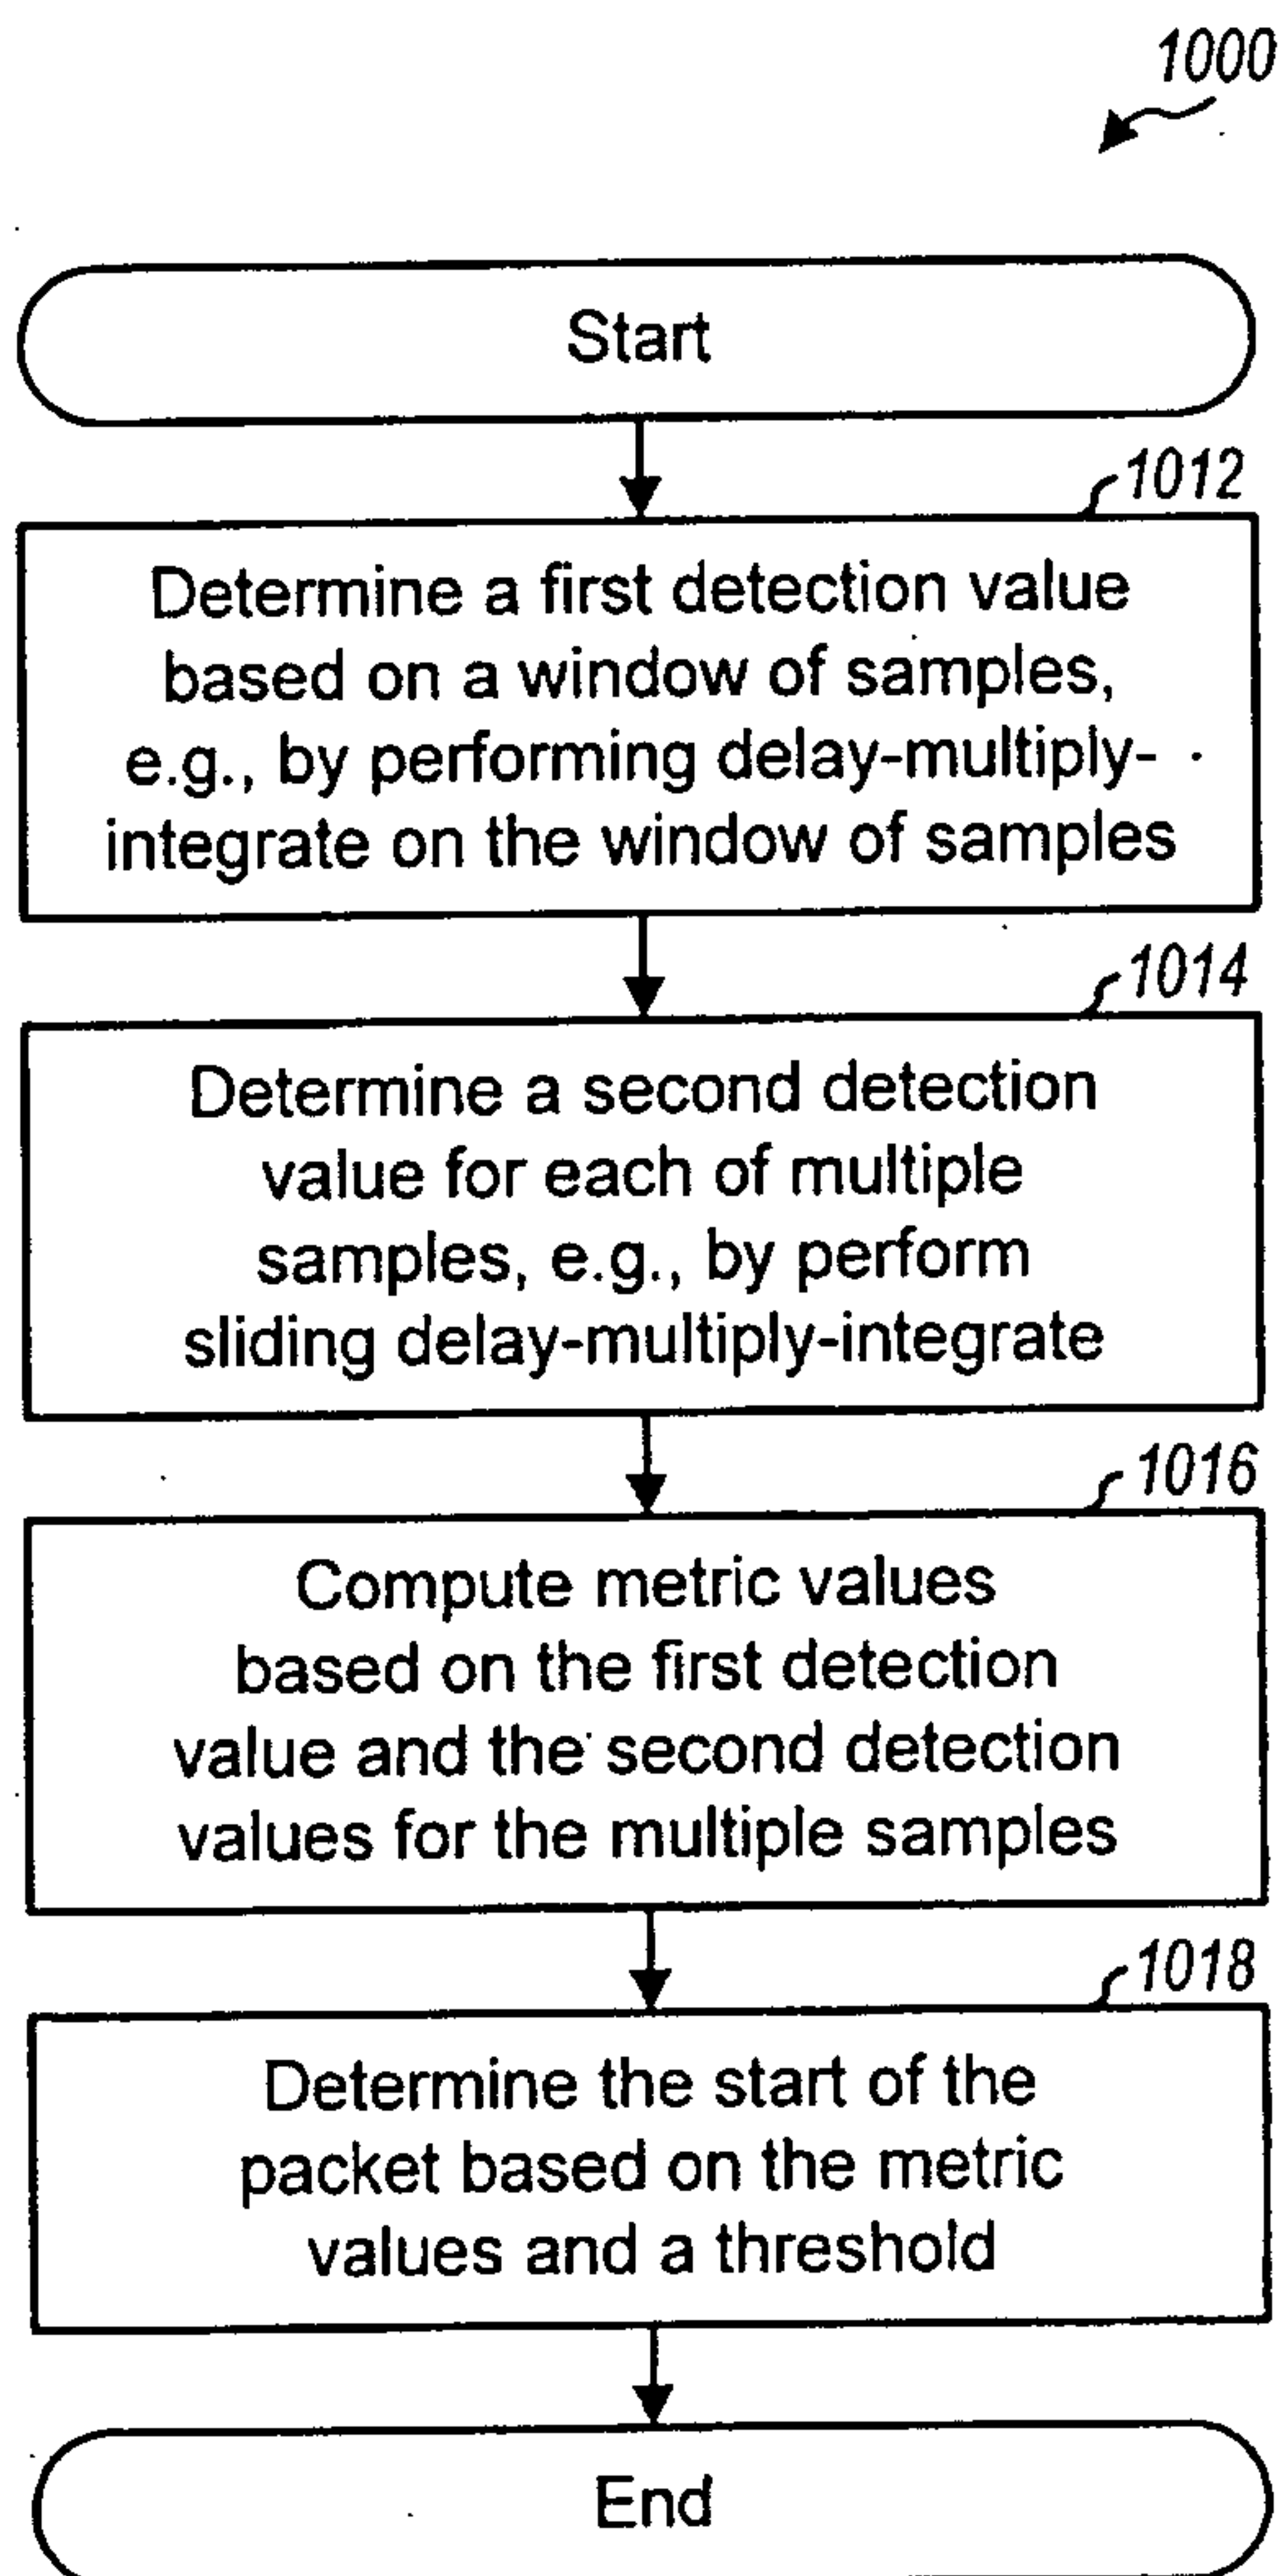 1000
Start
1012
Determine a first detection value
based on a window of samples,
e.g., by performing delay-multiply-
integrate on the window of samples
1014
Determine a second detection
value for each of multiple
samples, e.g., by perform
sliding delay-multiply-integrate
1016
Compute metric values
based on the first detection
value and the second detection
values for the multiple samples
1018
Determine the start of the
packet based on the metric
values and a threshold
End